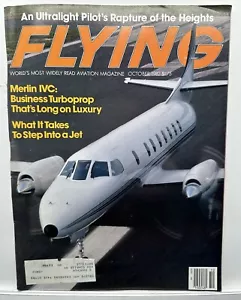 An Ultralight Pilot's Rapture of the Heights
FLYING
WORLD'S MOST WIDELY READ AVIATION MAGAZINE OCTOBER
Merlin IVC:
Business Turboprop
That's Long on Luxury
What It Takes
To Step Into a Jet